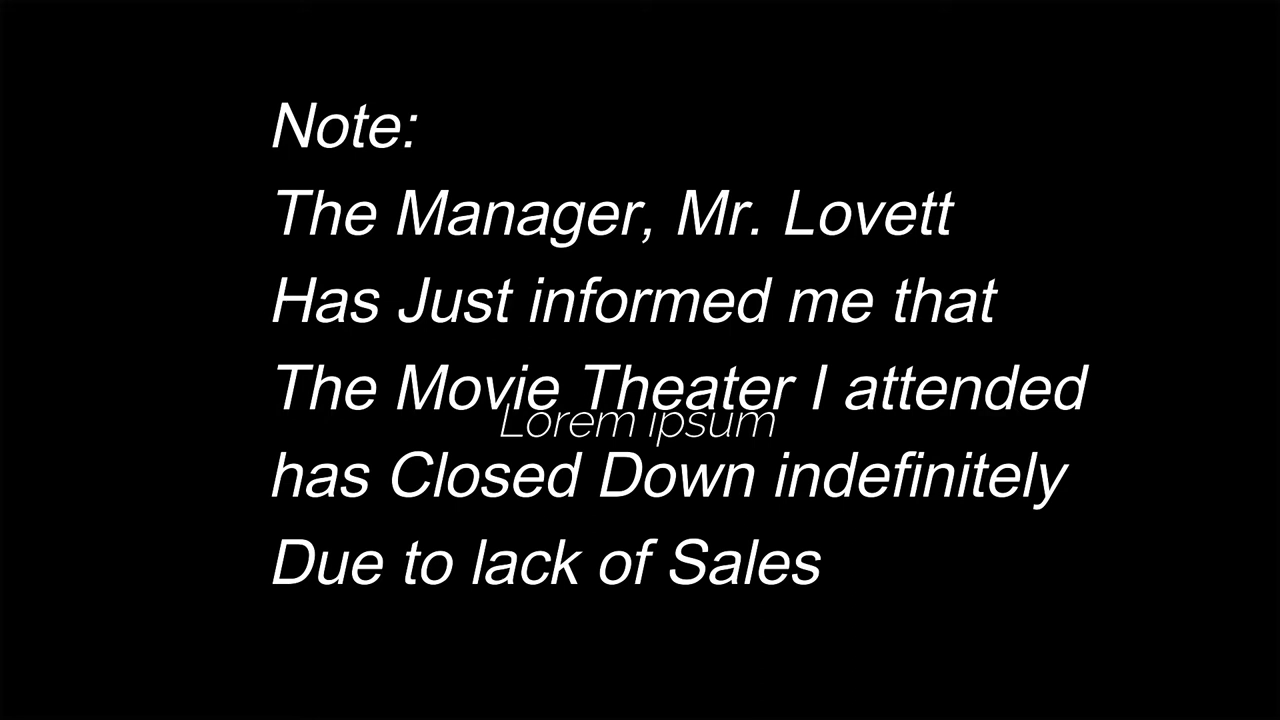 Note:
The Manager, Mr. Lovett
Has Just informed me that
The Movie Theater I attended
Lorem ipsum
has Closed Down indefinitely
Due to lack of Sales